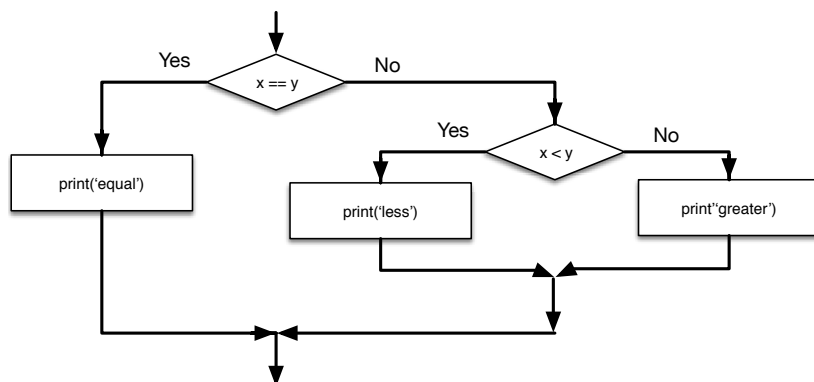 Yes
x == y
No
Yes
x < y
No
print(‘equal’)
print(‘less’)
print’‘greater’)